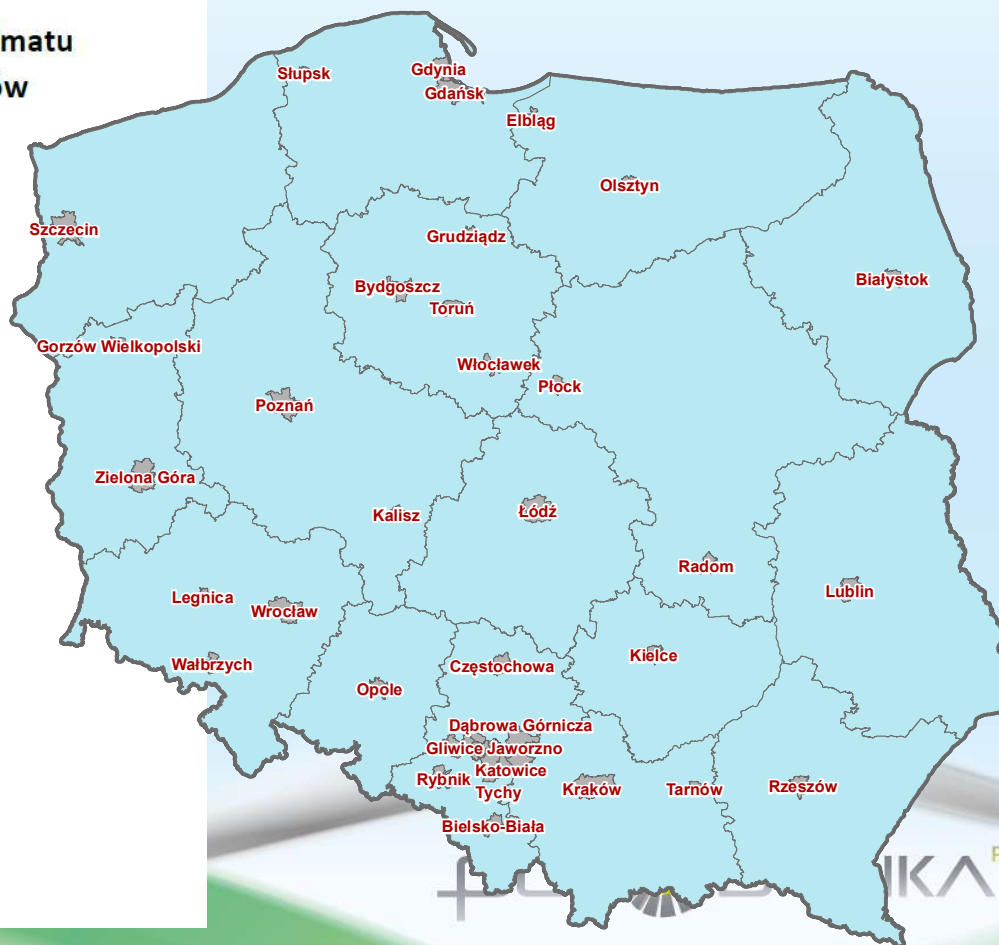 matu
ów
Słupsk
Gdynia
Gdańsk
Elbląg
Olsztyn
Szczecin
Grudziądz
Białystok
Bydgoszcz
Toruń
Gorzów Wielkopolski
Włocławek
Płock
Poznań
Zielona Góra
Kalisz
Łódź
Radom
Lublin
Legnica
Wrocław
Wałbrzych
Kielce
Częstochowa
Opole
Dąbrowa Górnicza
Gliwice Jaworzno
Katowice
Rybnik
Tychy
Kraków
Tarnów
Rzeszów
Bielsko-Biała